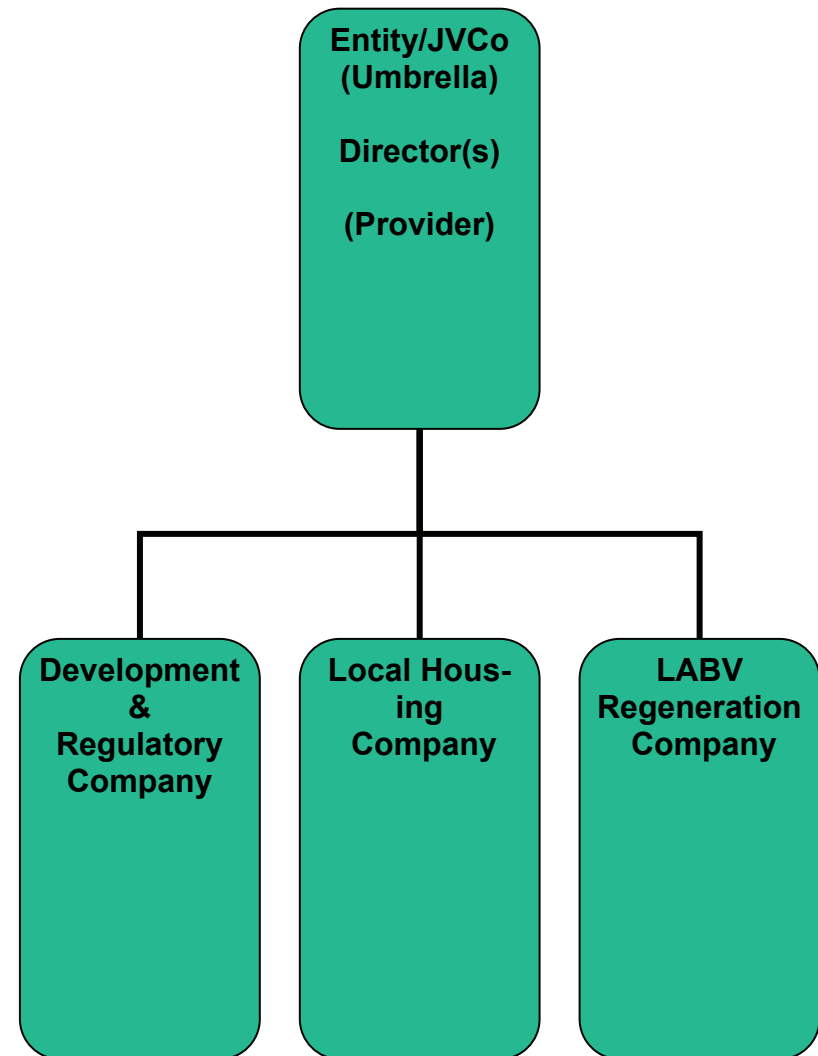 Entity/JVCo
(Umbrella)
Director(s)
(Provider)
Development
&
Regulatory
Company
Local Hous-
ing
Company
LABV
Regeneration
Company